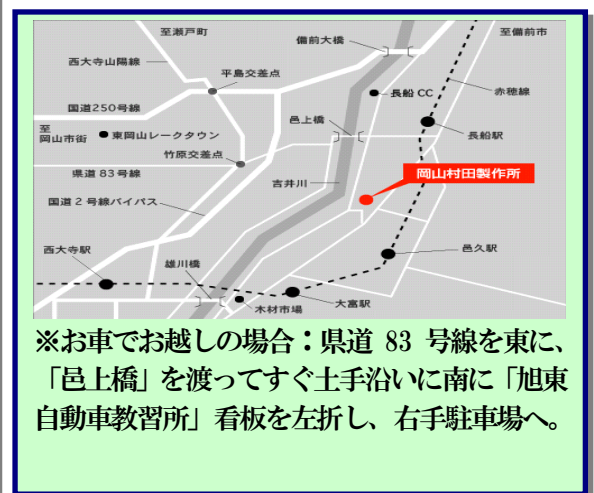 至瀬戸町
備前大橋
至備前市
西大寺山陽線
平島交差点
長船CC
赤穂線
国道250号線
邑上橋
至
岡山市街
東岡山レークタウン
長船駅
竹原交差点
県道83号線
吉井川
岡山村田製作所
国道2号線バイパス
西大寺駅
雄川橋
邑久駅
木材市場
大富駅
※お車でお越しの場合：県道 83 号線を東に、
「邑上橋」を渡ってすぐ土手沿いに南に「旭東
自動車教習所」看板を左折し、右手駐車場へ。